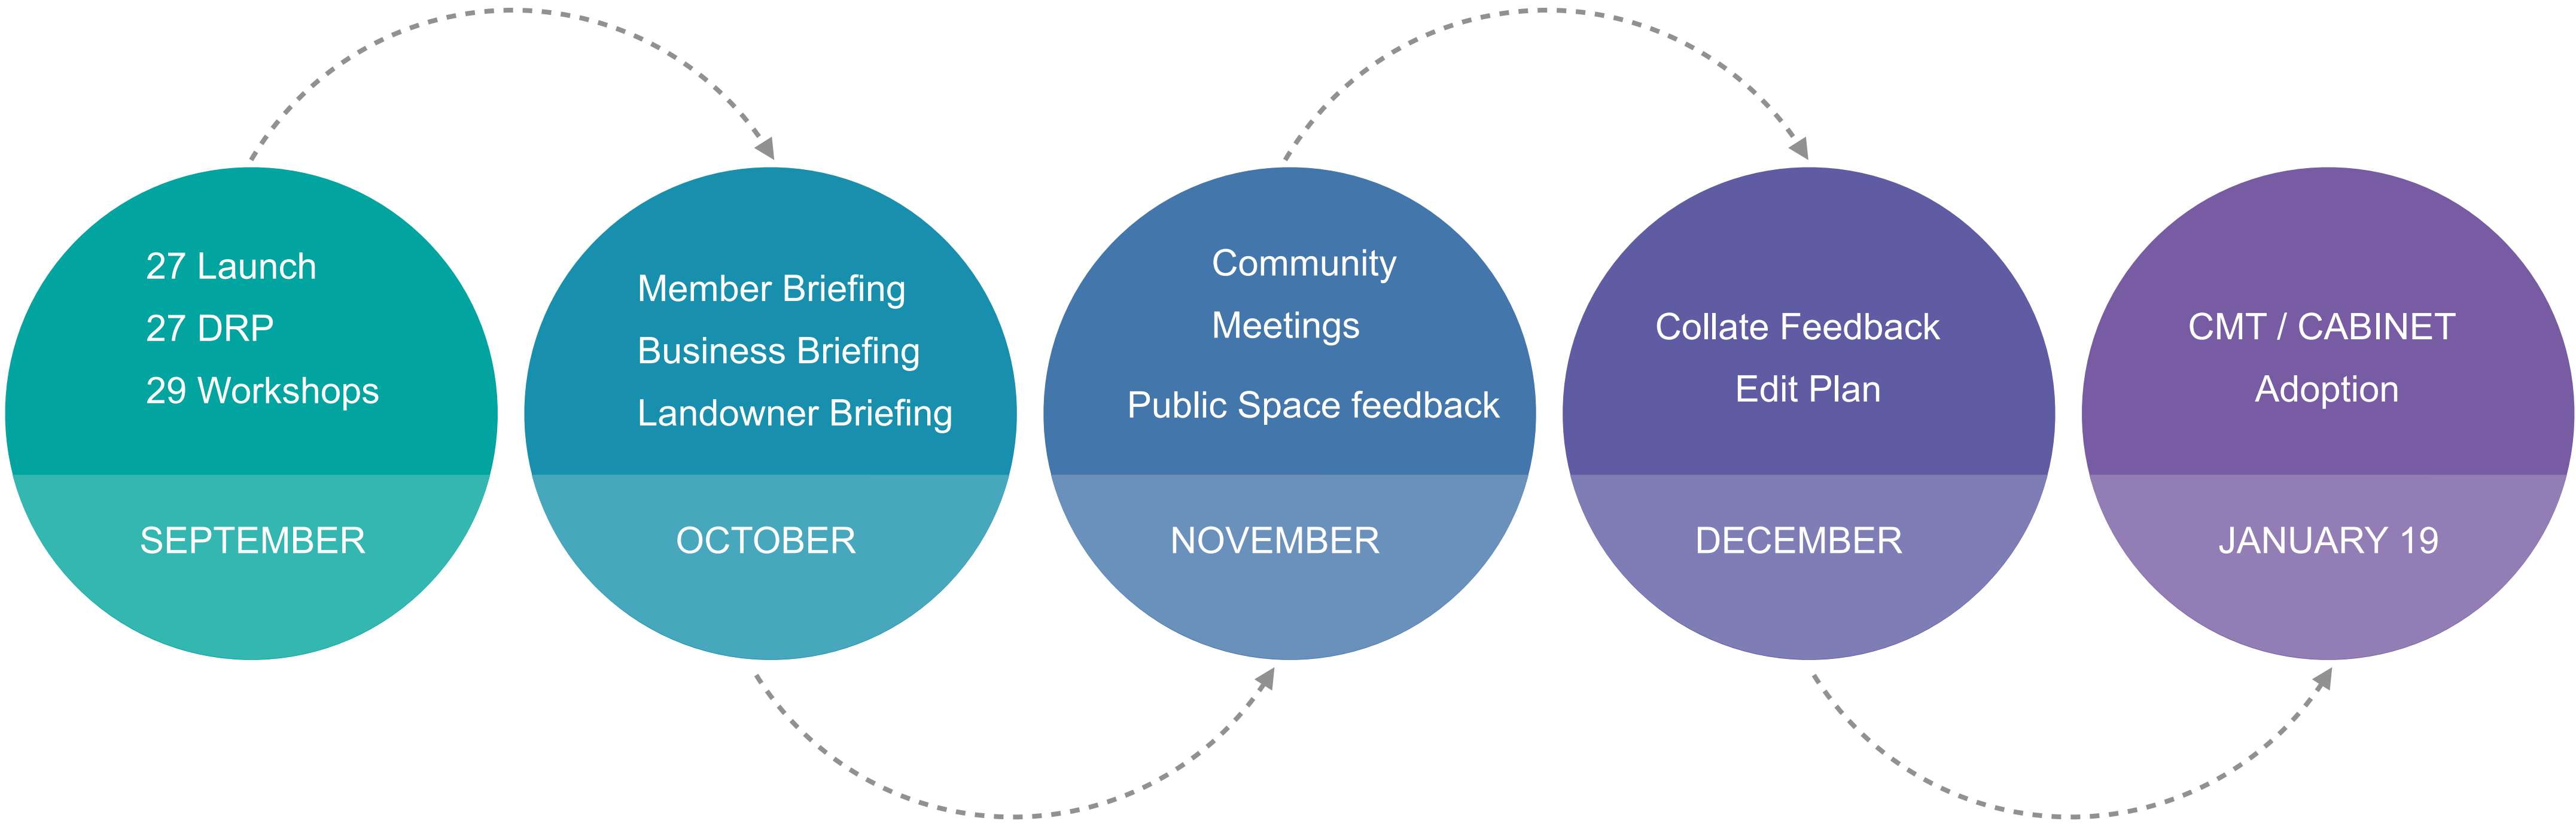 27 Launch
27 DRP
29 Workshops
SEPTEMBER
Member Briefing
Business Briefing
Landowner Briefing
OCTOBER
Community
Meetings
Public Space feedback
NOVEMBER
Collate Feedback
Edit Plan
DECEMBER
CMT / CABINET
Adoption
JANUARY 19